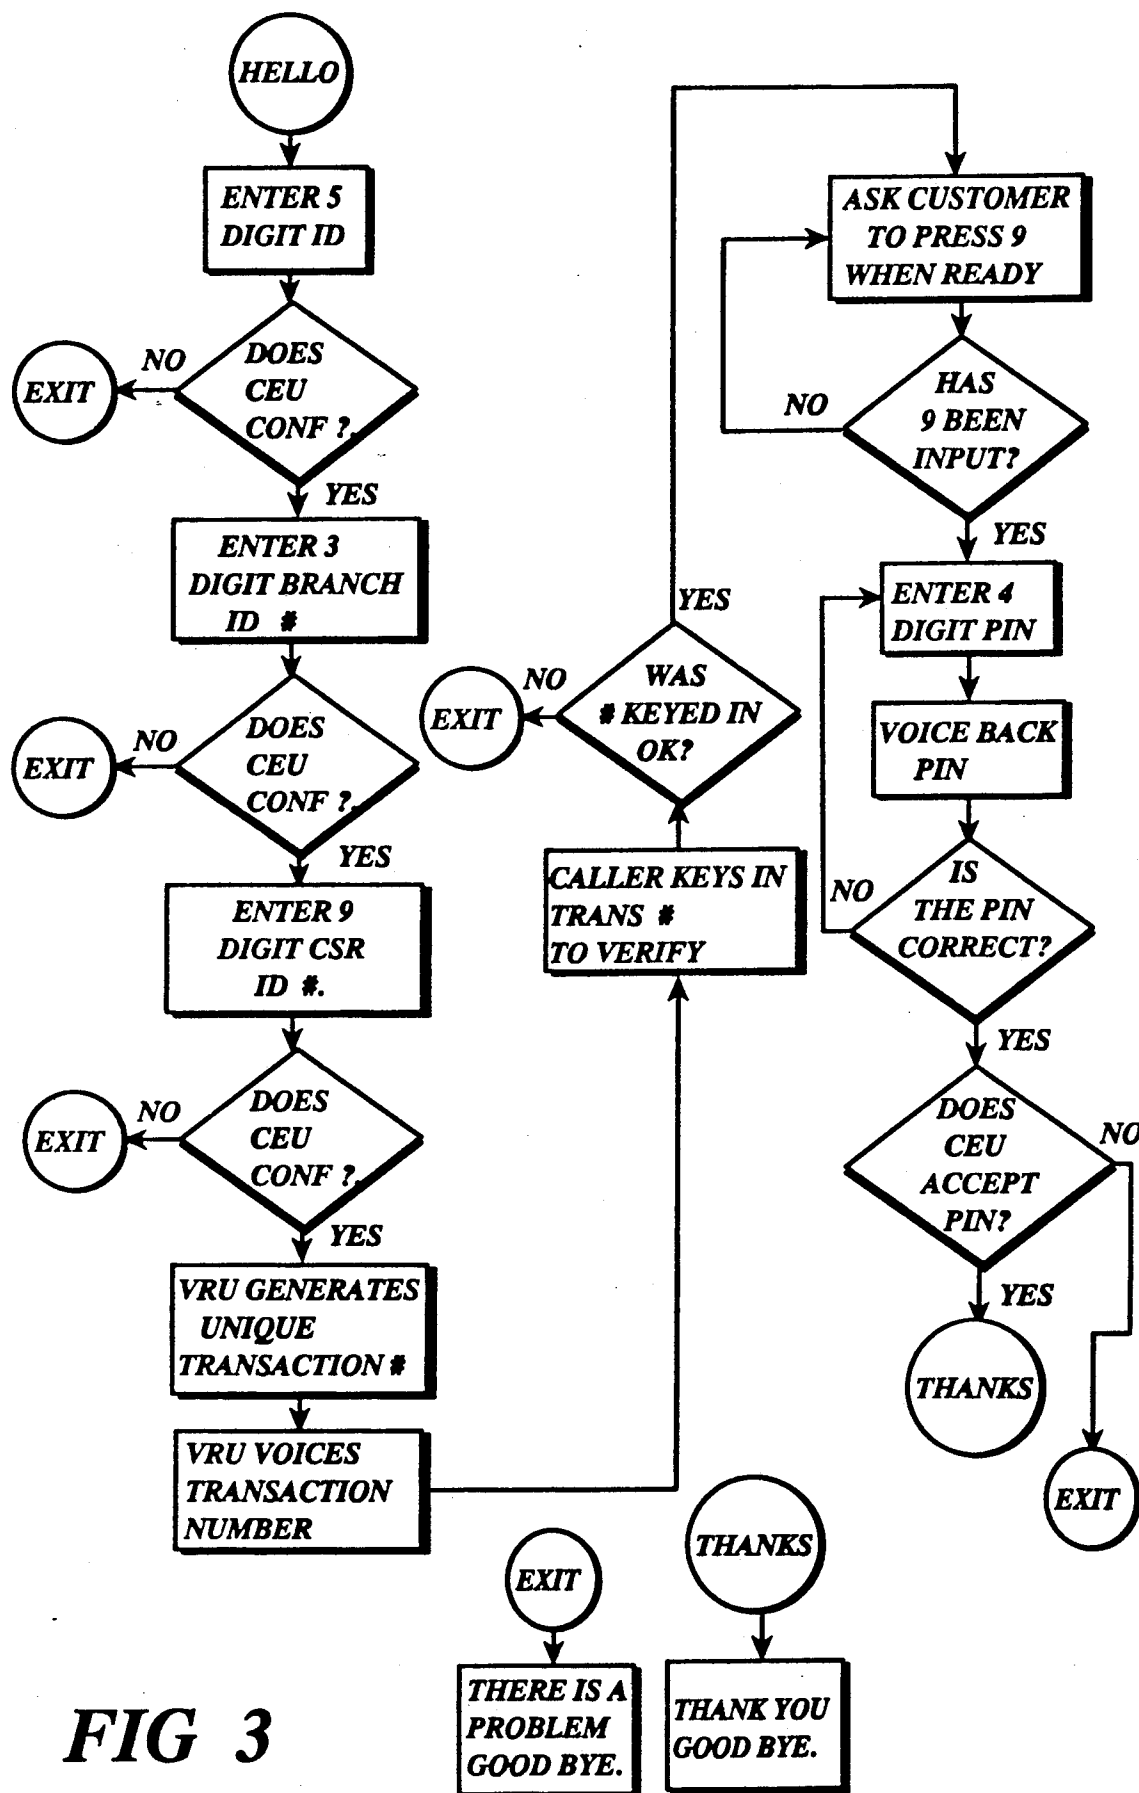 HELLO
ENTER 5
DIGIT ID
DOES
CEU
CONF ?.
NO
EXIT
YES
ENTER 3
DIGIT BRANCH
ID #
DOES
CEU
CONF ?.
NO
EXIT
YES
ENTER 9
DIGIT CSR
ID #.
DOES
CEU
CONF ?.
NO
EXIT
YES
VRU GENERATES
UNIQUE
TRANSACTION #
VRU VOICES
TRANSACTION
NUMBER
CALLER KEYS IN
TRANS #
TO VERIFY
WAS
# KEYED IN
OK?
NO
EXIT
YES
ASK CUSTOMER
TO PRESS 9
WHEN READY
HAS
9 BEEN
INPUT?
NO
YES
ENTER 4
DIGIT PIN
VOICE BACK
PIN
IS
THE PIN
CORRECT?
NO
YES
DOES
CEU
ACCEPT
PIN?
NO
YES
THANKS
EXIT
EXIT
THERE IS A
PROBLEM
GOOD BYE.
THANKS
THANK YOU
GOOD BYE.
FIG 3